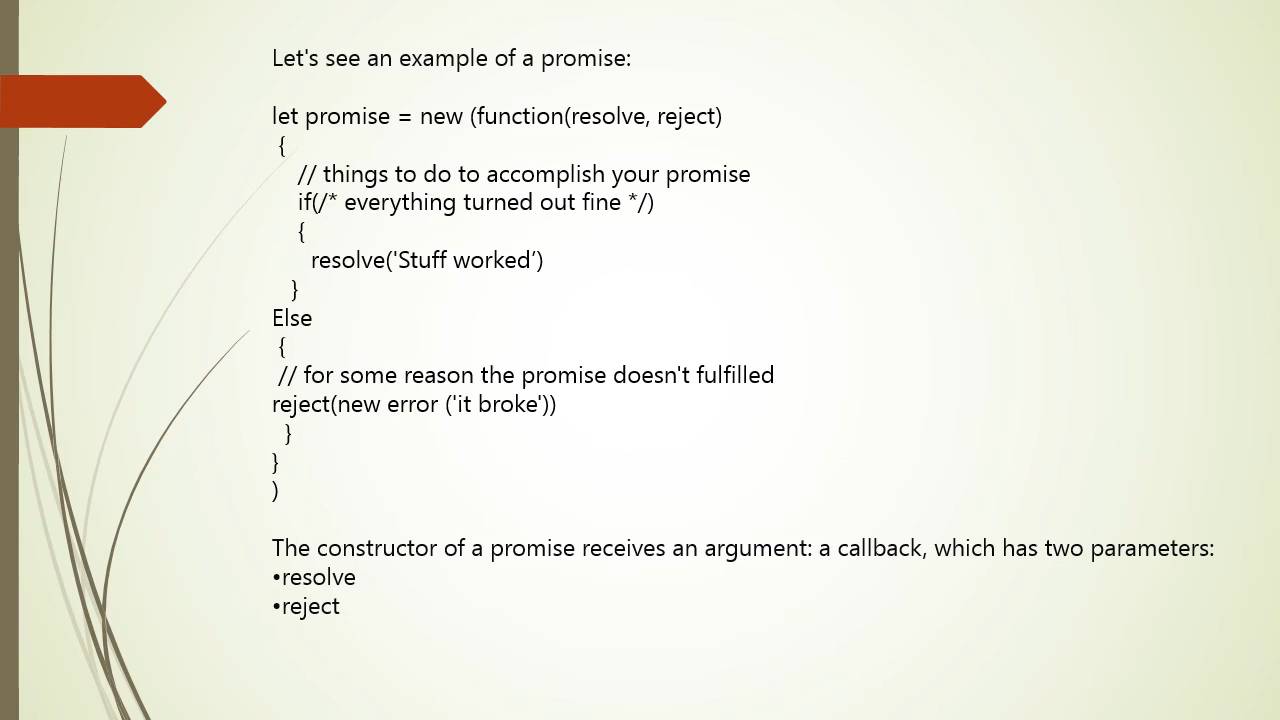 Let's see an example of a promise:
let promise = new (function(resolve, reject)
{
// things to do to accomplish your promise
if(/* everything turned out fine */)
{
resolve('Stuff worked’)
}
Else
{
// for some reason the promise doesn't fulfilled
reject(new error ('it broke'))
}
}
)
The constructor of a promise receives an argument: a callback, which has two parameters:
•resolve
•reject